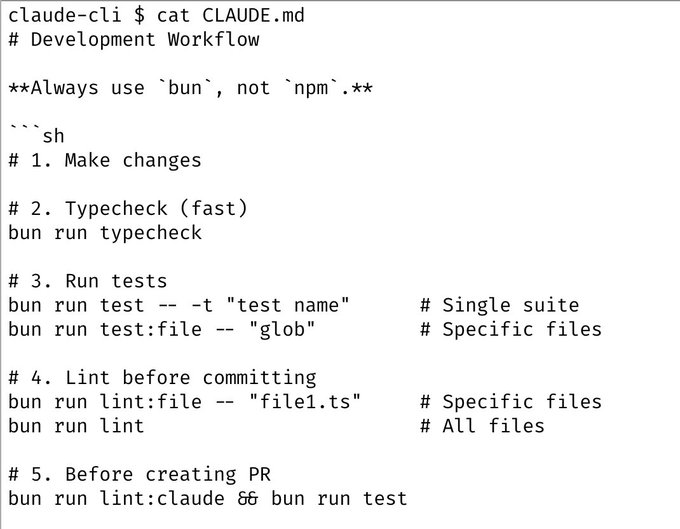 claude-cli $ cat CLAUDE.md
# Development Workflow

**Always use `bun`, not `npm`.**

```sh
# 1. Make changes

# 2. Typecheck (fast)
bun run typecheck

# 3. Run tests
bun run test -- -t "test name"      # Single suite
bun run test:file -- "glob"         # Specific files

# 4. Lint before committing
bun run lint:file -- "file1.ts"     # Specific files
bun run lint                        # All files

# 5. Before creating PR
bun run lint:claude && bun run test